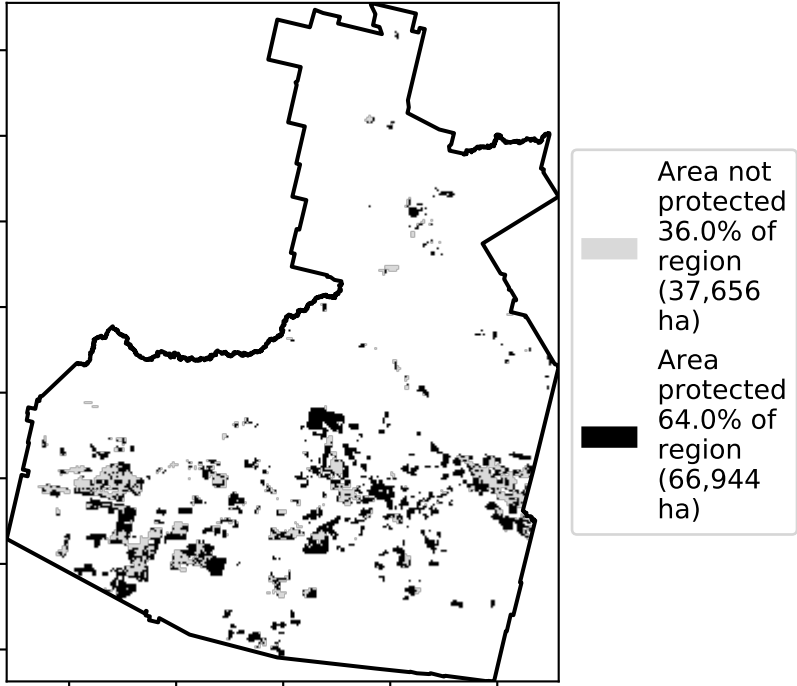 Area not
protected
36.0% of
region
(37,656
ha)
Area
protected
64.0% of
region
(66,944
ha)